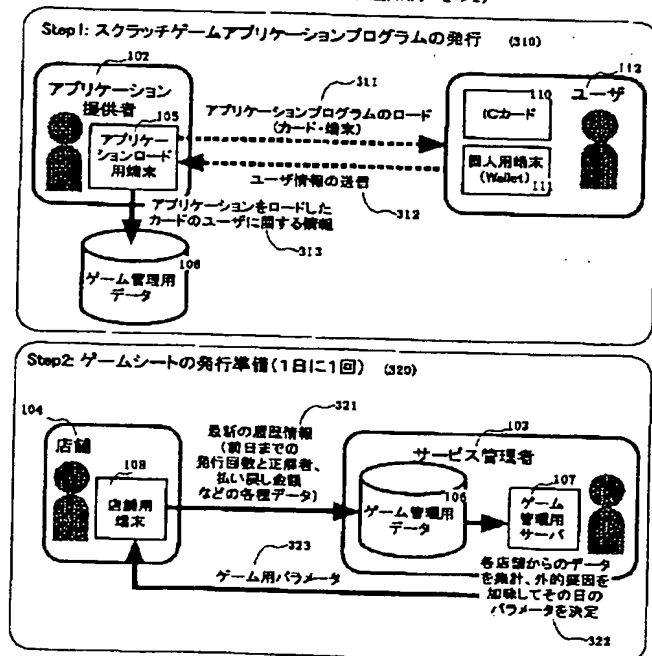 Step1: スクラッチゲームアプリケーションプログラムの発行 (310)
102
アプリケーション
提供者
105
アプリケ
ーションロード
用端末
311
アプリケーションプログラムのロード
(カード・端末)
ユーザ情報の送信
312
112
ユーザ
110
ICカード
個人用端末
(Wallet)
111
アプリケーションをロードした
カードのユーザに関する情報
313
106
ゲーム管理用
データ
Step2: ゲームシートの発行準備(1日に1回) (320)
104
店舗
108
店舗用
端末
321
最新の履歴情報
(前日までの
発行回数と正解者、
払い戻し金額
などの各種データ)
103
サービス管理者
106
ゲーム管理用
データ
107
ゲーム
管理用
サーバ
323
ゲーム用パラメータ
各店舗からのデータ
を集計、外的要因を
加味してその日の
パラメータを決定
322